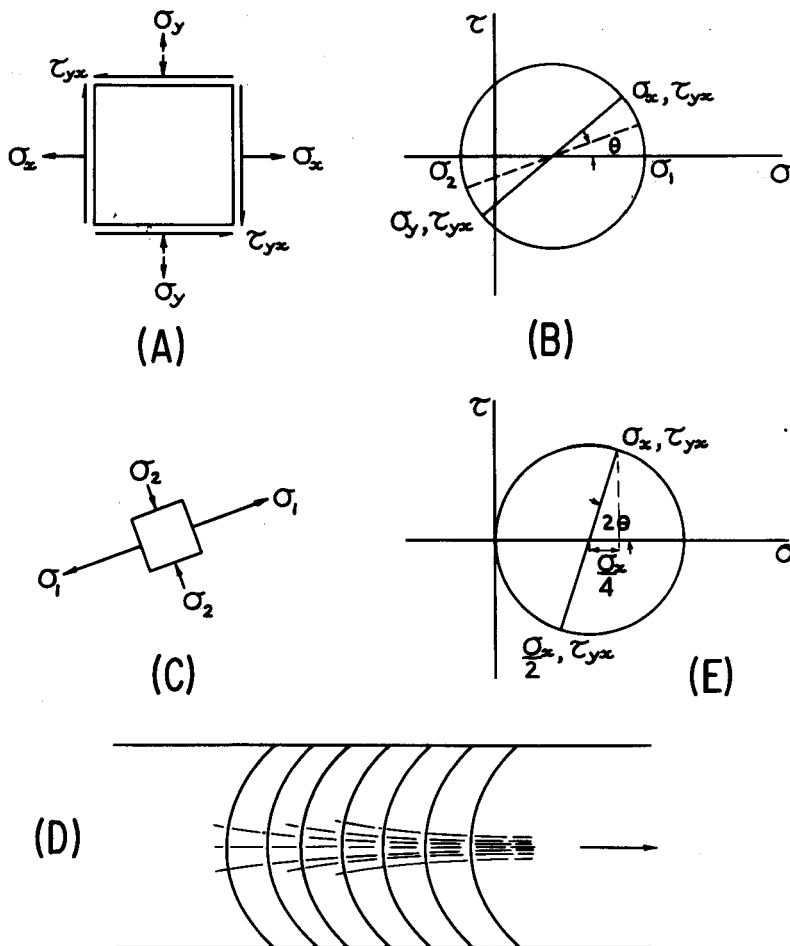 σy
τyx
σx σx
τyx
σy
(A)
τ
σx, τyx
θ
σ2 σ1 σ
σy, τyx
(B)
σ2
σ1
σ1
σ2
(C)
τ
σx, τyx
2θ
σ
σx/4
σx/2, τyx
(E)
(D)